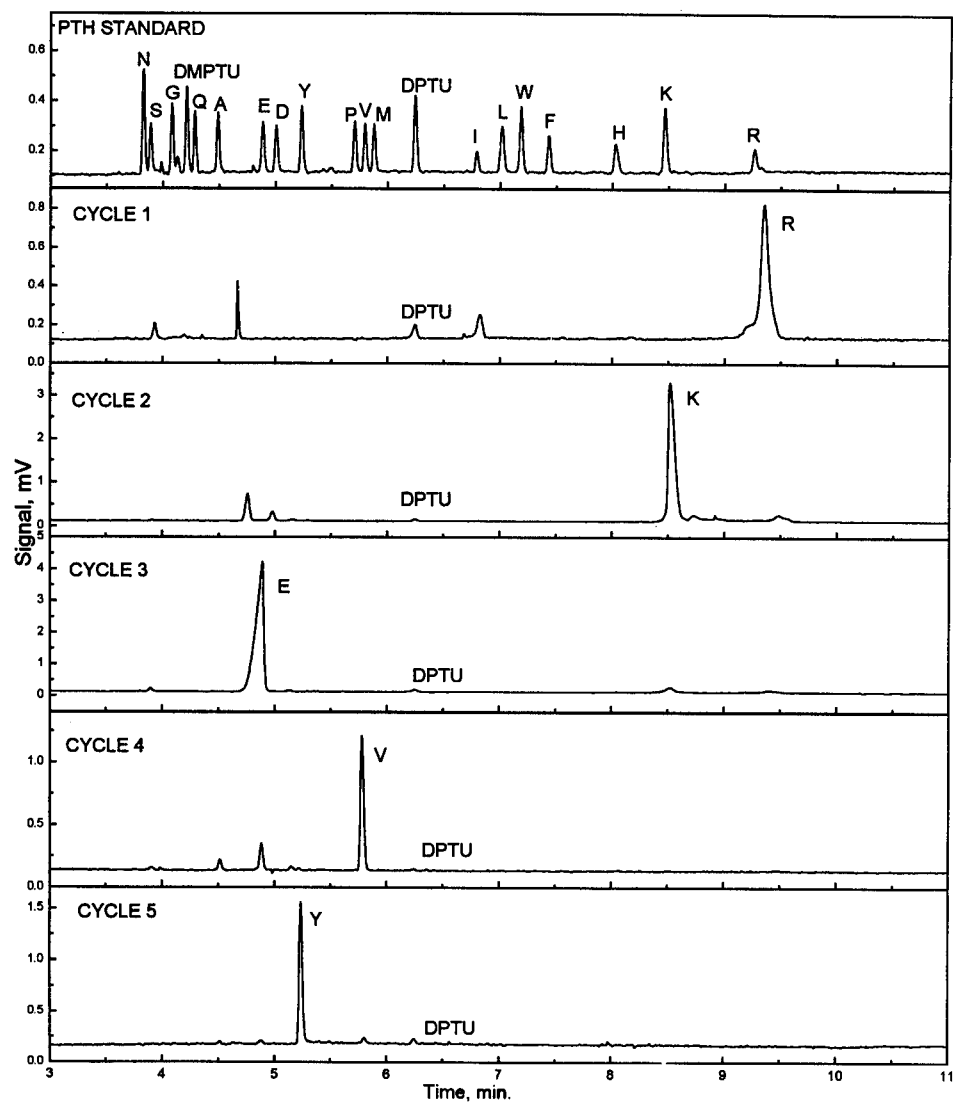 PTH STANDARD
N
S
G
DMPTU
Q
A
E
D
Y
P
V
M
DPTU
I
L
W
F
H
K
R
0.6
0.4
0.2
CYCLE 1
DPTU
R
0.8
0.6
0.4
0.2
0.0
CYCLE 2
DPTU
K
3
2
1
0
CYCLE 3
E
DPTU
5
4
3
2
1
0
CYCLE 4
V
DPTU
1.0
0.5
0.0
CYCLE 5
Y
DPTU
1.5
1.0
0.5
0.0
Signal, mV
3 4 5 6 7 8 9 10 11
Time, min.